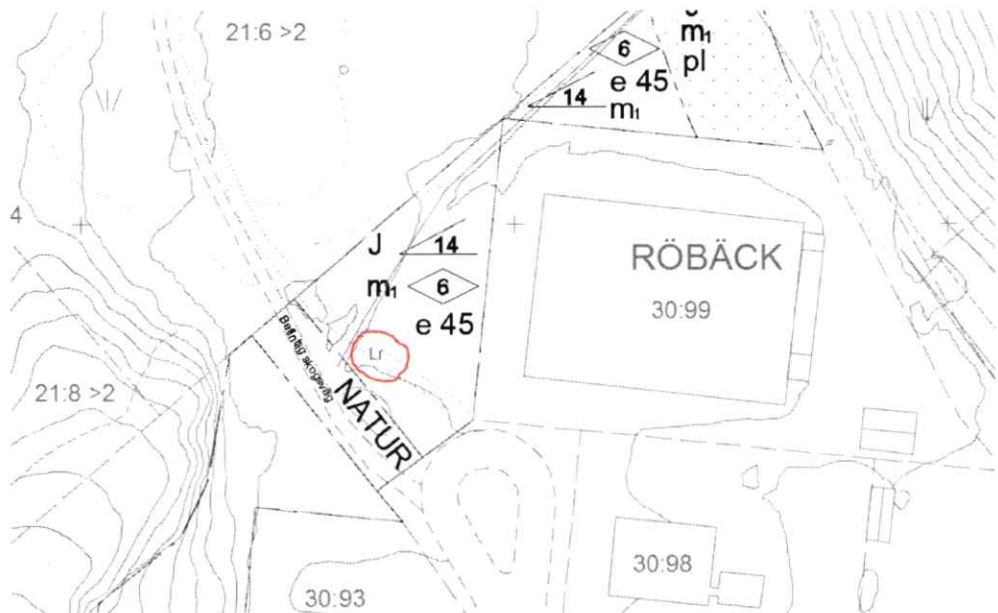 21:6 >2
m1
6
pl
e 45
14
m1
4
J
14
RÖBÄCK
m1
6
30:99
e 45
Befintlig skogsväg
Lr
21:8 >2
NATUR
30:98
30:93